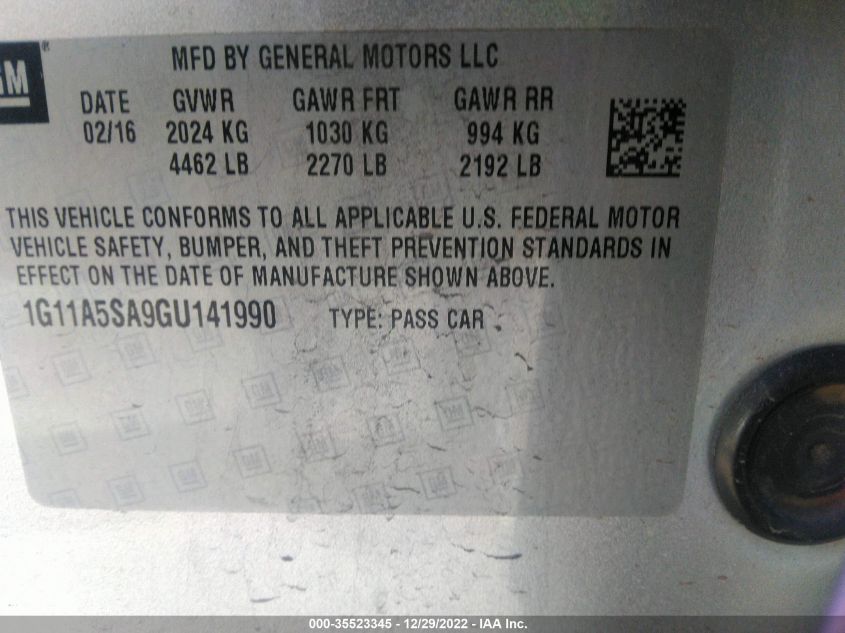 GM
MFD BY GENERAL MOTORS LLC
DATE GVWR GAWR FRT GAWR RR
02/16 2024 KG 1030 KG 994 KG
4462 LB 2270 LB 2192 LB
THIS VEHICLE CONFORMS TO ALL APPLICABLE U.S. FEDERAL MOTOR
VEHICLE SAFETY, BUMPER, AND THEFT PREVENTION STANDARDS IN
EFFECT ON THE DATE OF MANUFACTURE SHOWN ABOVE.
1G11A5SA9GU141990 TYPE: PASS CAR
000-35523345 - 12/29/2022 - IAA Inc.